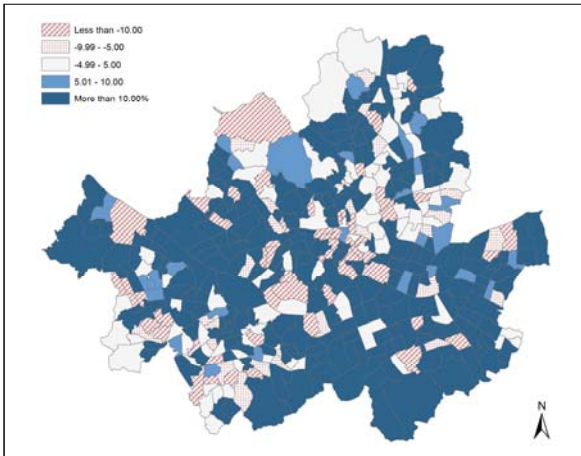 Less than -10.00
-9.99 - -5.00
-4.99 - 5.00
5.01 - 10.00
More than 10.00%
N